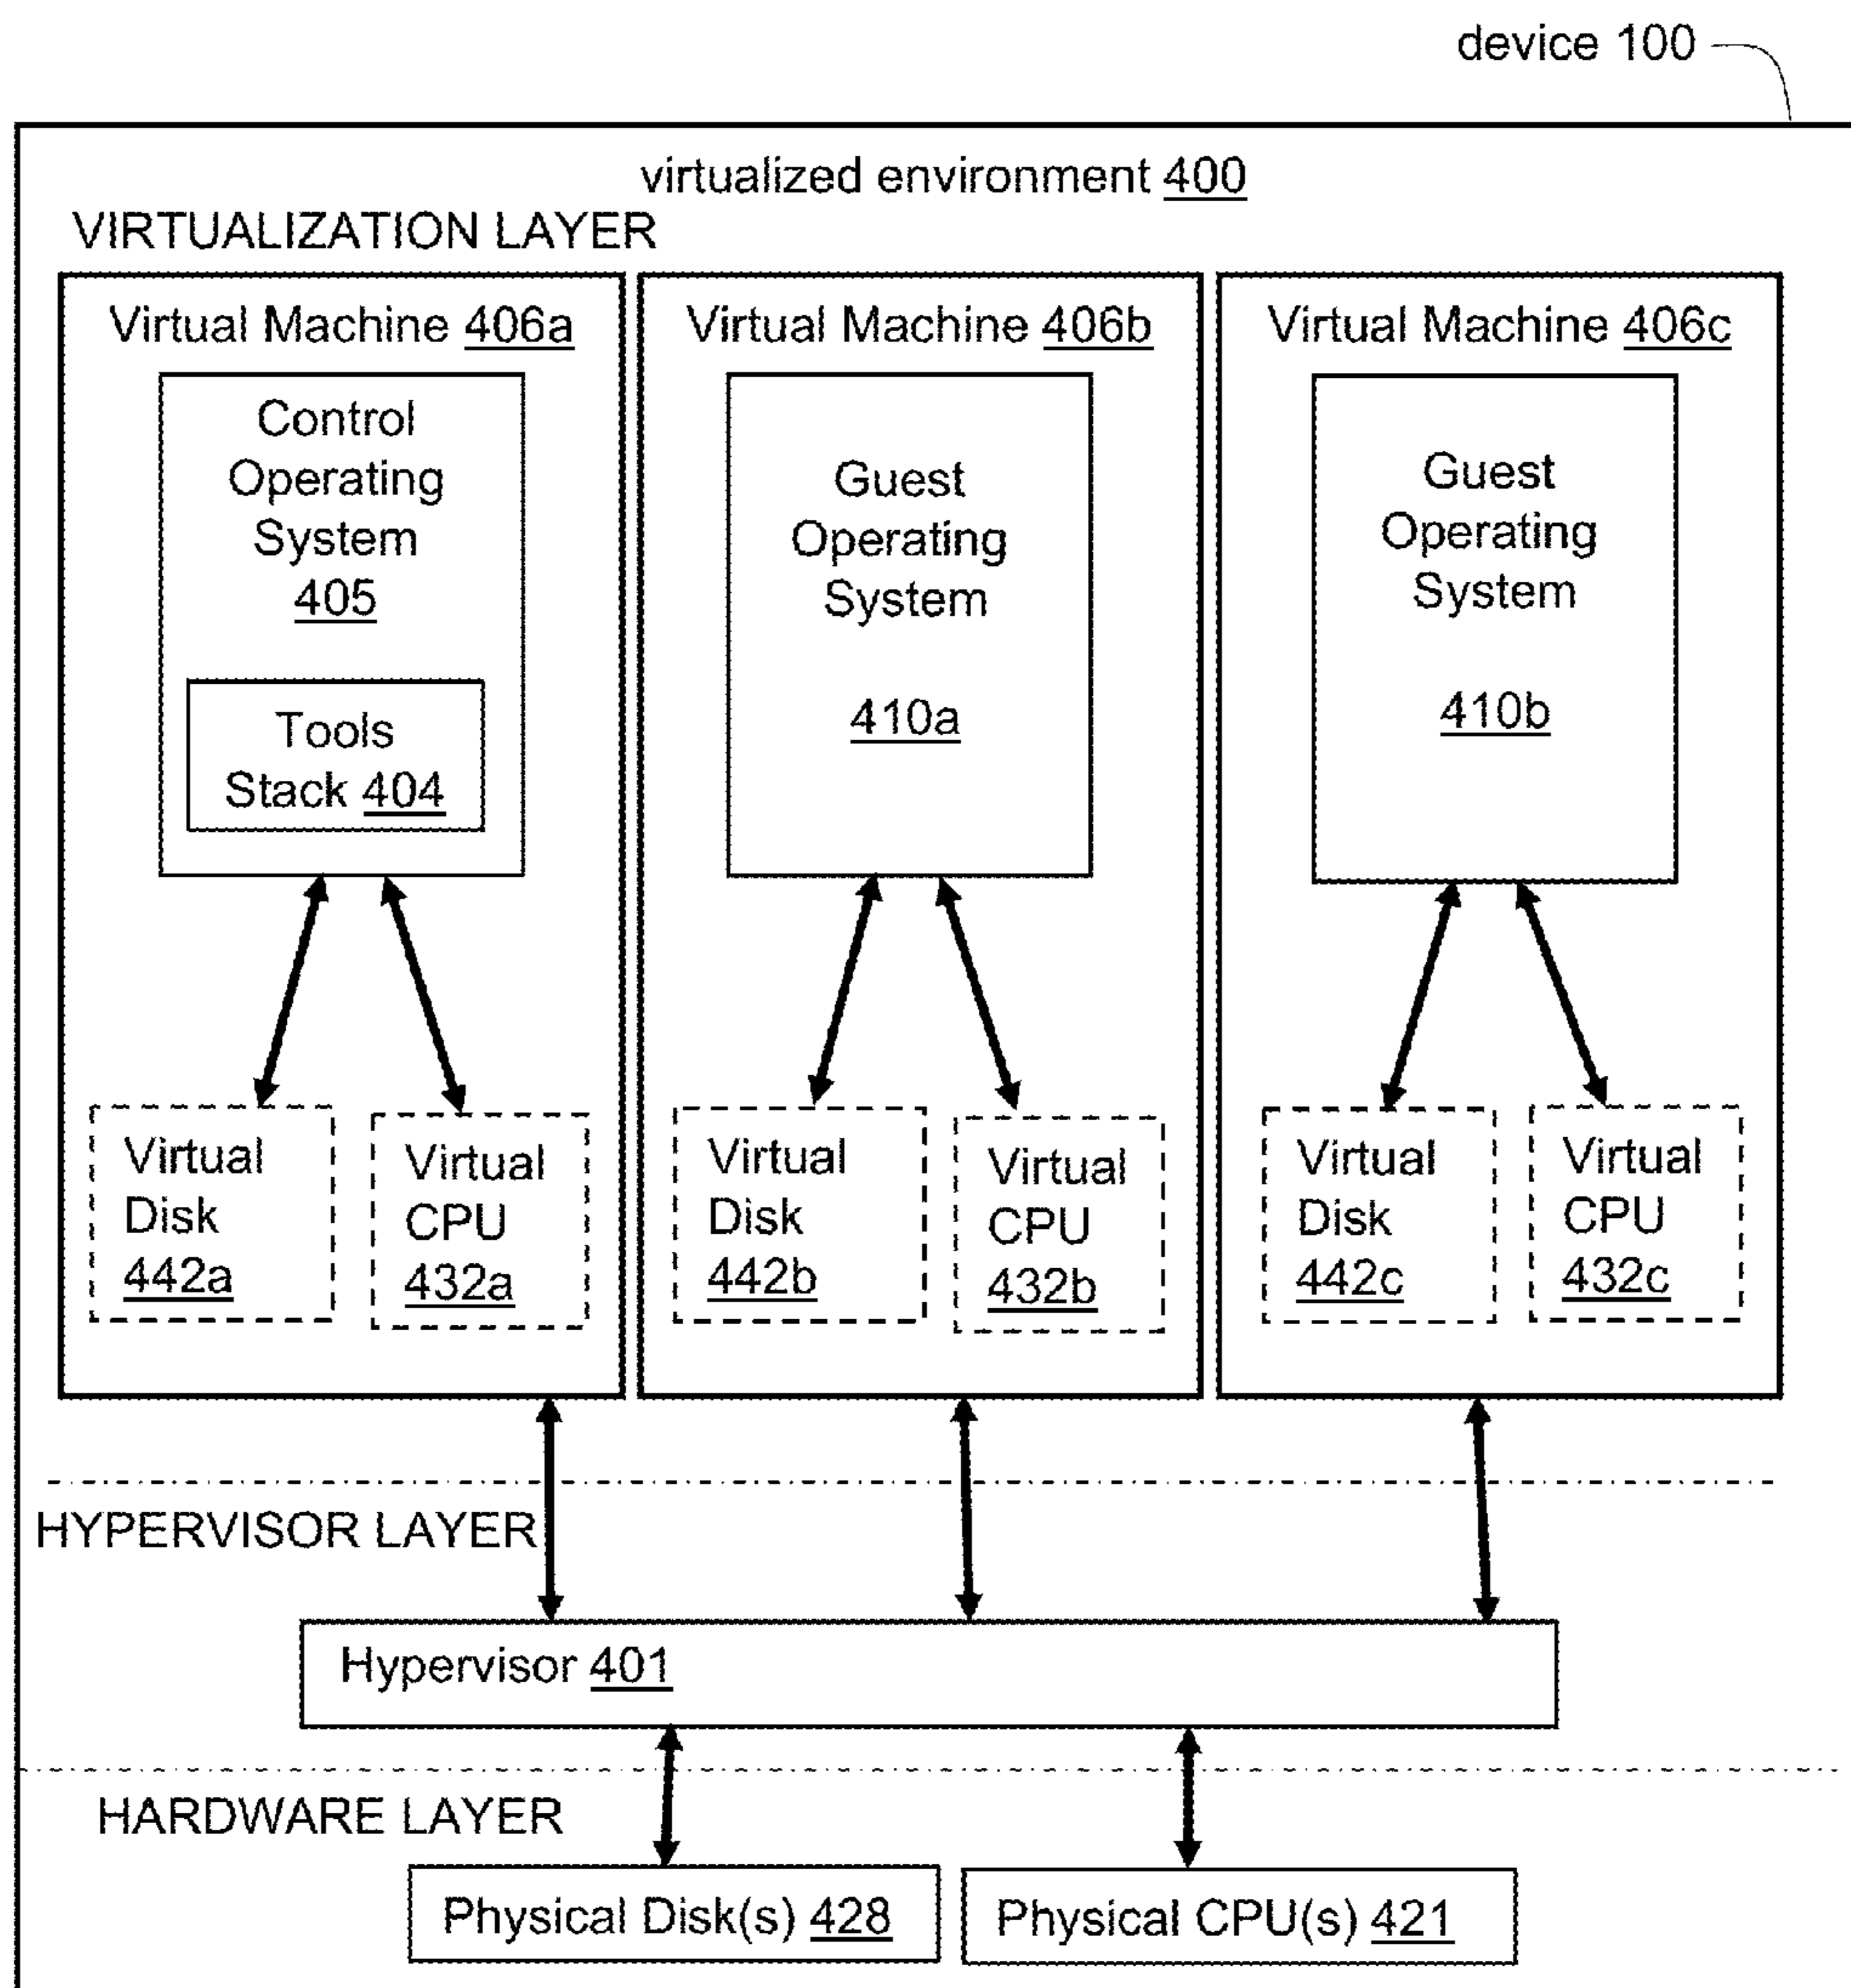 device 100
virtualized environment 400
VIRTUALIZATION LAYER
Virtual Machine 406a
Control
Operating
System
405
Tools
Stack 404
Virtual
Disk
442a
Virtual
CPU
432a
Virtual Machine 406b
Guest
Operating
System
410a
Virtual
Disk
442b
Virtual
CPU
432b
Virtual Machine 406c
Guest
Operating
System
410b
Virtual
Disk
442c
Virtual
CPU
432c
HYPERVISOR LAYER
Hypervisor 401
HARDWARE LAYER
Physical Disk(s) 428
Physical CPU(s) 421